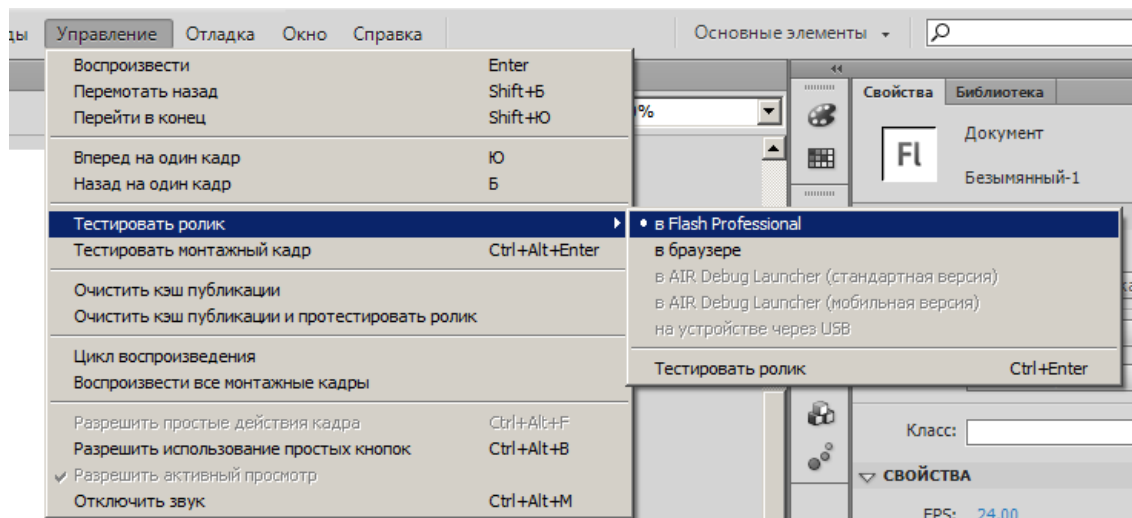 ды Управление Отладка Окно Справка Основные элементы
Воспроизвести Enter
Перемотать назад Shift+Б
Перейти в конец Shift+Ю
Вперед на один кадр Ю
Назад на один кадр Б
Тестировать ролик
Тестировать монтажный кадр Ctrl+Alt+Enter
Очистить кэш публикации
Очистить кэш публикации и протестировать ролик
Цикл воспроизведения
Воспроизвести все монтажные кадры
Разрешить простые действия кадра Ctrl+Alt+F
Разрешить использование простых кнопок Ctrl+Alt+B
Разрешить активный просмотр
Отключить звук Ctrl+Alt+M
в Flash Professional
в браузере
в AIR Debug Launcher (стандартная версия)
в AIR Debug Launcher (мобильная версия)
на устройстве через USB
Тестировать ролик Ctrl+Enter
%
Свойства Библиотека
Fl
Документ
Безымянный-1
Класс:
СВОЙСТВА
FPS: 24.00